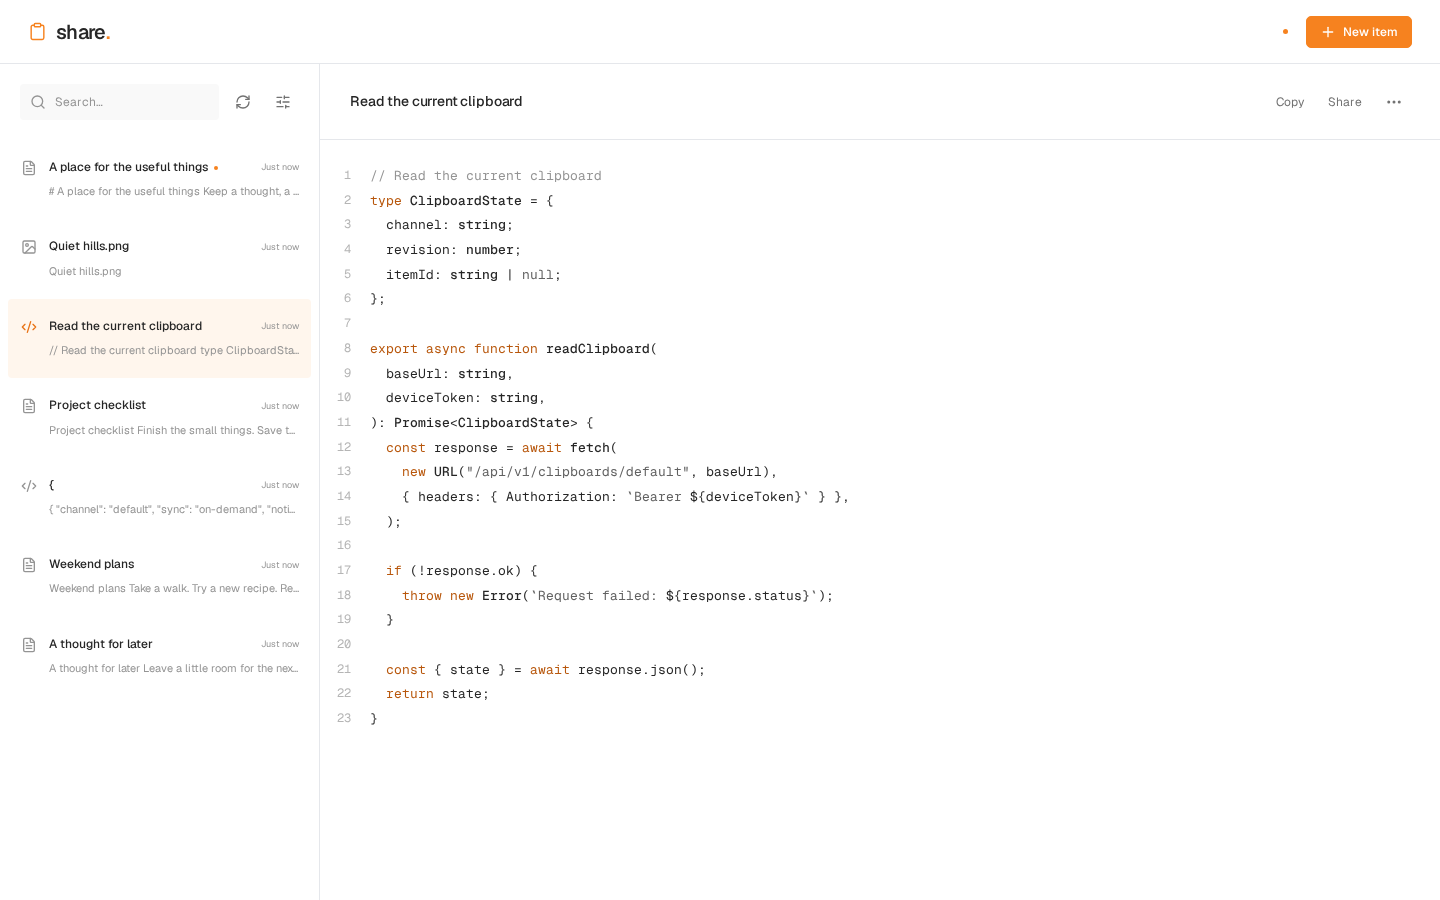 share.
New item
Search...
A place for the useful things
Just now
# A place for the useful things Keep a thought, a ...
Quiet hills.png
Just now
Quiet hills.png
Read the current clipboard
Just now
// Read the current clipboard type ClipboardSta...
Project checklist
Just now
Project checklist Finish the small things. Save t...
{
Just now
{ "channel": "default", "sync": "on-demand", "noti...
Weekend plans
Just now
Weekend plans Take a walk. Try a new recipe. Re...
A thought for later
Just now
A thought for later Leave a little room for the nex...
Read the current clipboard
Copy
Share
1 // Read the current clipboard
2 type ClipboardState = {
3   channel: string;
4   revision: number;
5   itemId: string | null;
6 };
7
8 export async function readClipboard(
9   baseUrl: string,
10   deviceToken: string,
11 ): Promise<ClipboardState> {
12   const response = await fetch(
13     new URL("/api/v1/clipboards/default", baseUrl),
14     { headers: { Authorization: `Bearer ${deviceToken}` } },
15   );
16
17   if (!response.ok) {
18     throw new Error(`Request failed: ${response.status}`);
19   }
20
21   const { state } = await response.json();
22   return state;
23 }